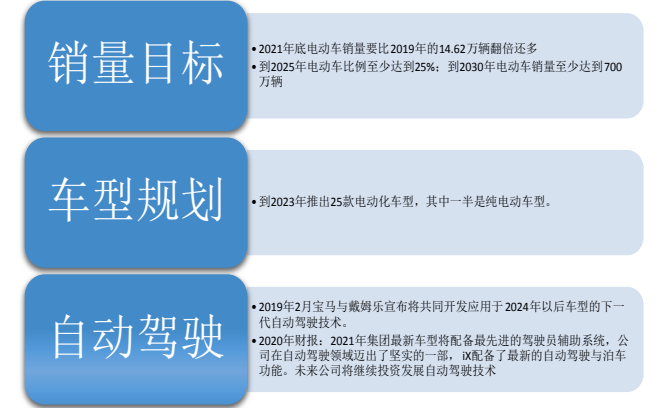 销量目标
•2021年底电动车销量要比2019年的14.62万辆翻倍还多
•到2025年电动车比例至少达到25%；到2030年电动车销量至少达到700
万辆
车型规划
•到2023年推出25款电动化车型，其中一半是纯电动车型。
自动驾驶
•2019年2月宝马与戴姆乐宣布将共同开发应用于2024年以后车型的下一
代自动驾驶技术。
•2020年财报：2021年集团最新车型将配备最先进的驾驶员辅助系统，公
司在自动驾驶领域迈出了坚实的一部， iX配备了最新的自动驾驶与泊车
功能。未来公司将继续投资发展自动驾驶技术